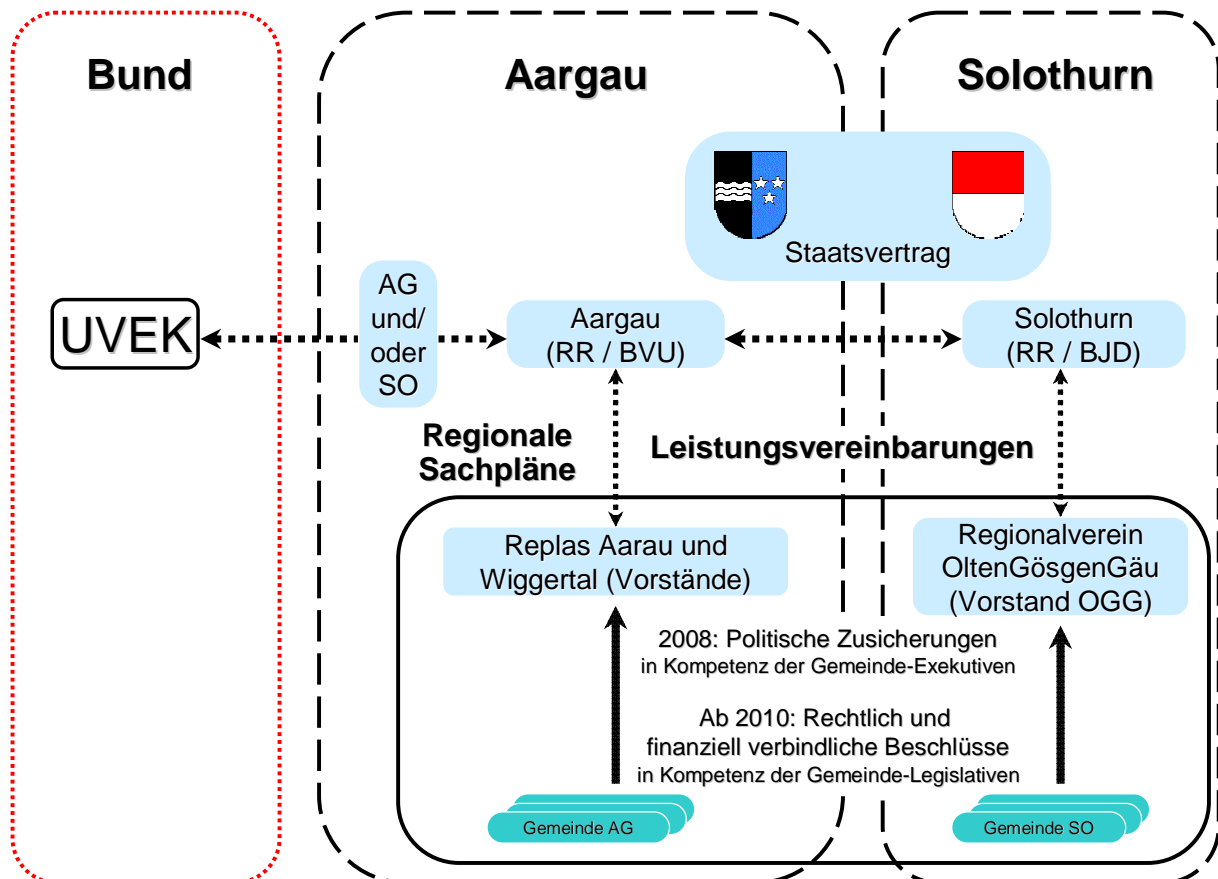 Bund
Aargau
Solothurn
Staatsvertrag
UVEK
AG
und/
oder
SO
Aargau
(RR / BVU)
Solothurn
(RR / BJD)
Regionale
Sachpläne
Leistungsvereinbarungen
Replas Aarau und
Wiggertal (Vorstände)
Regionalverein
OltenGösgenGäu
(Vorstand OGG)
2008: Politische Zusicherungen
in Kompetenz der Gemeinde-Exekutiven
Ab 2010: Rechtlich und
finanziell verbindliche Beschlüsse
in Kompetenz der Gemeinde-Legislativen
Gemeinde AG
Gemeinde SO